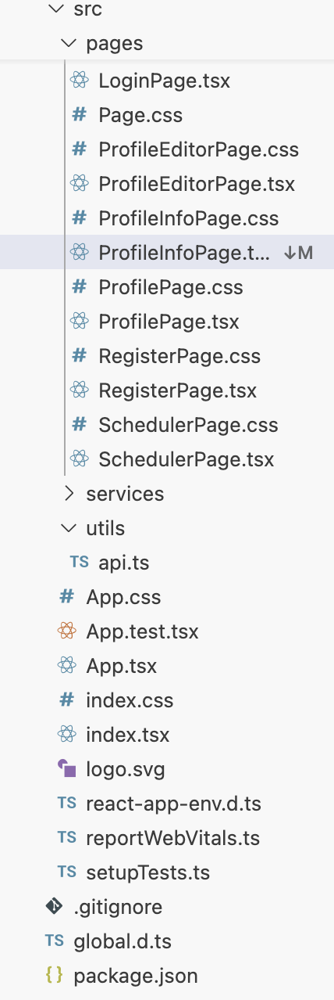 src
pages
LoginPage.tsx
# Page.css
# ProfileEditorPage.css
ProfileEditorPage.tsx
# ProfileInfoPage.css
ProfileInfoPage.t... ↓M
# ProfilePage.css
ProfilePage.tsx
# RegisterPage.css
RegisterPage.tsx
# SchedulerPage.css
SchedulerPage.tsx
services
utils
TS api.ts
# App.css
App.test.tsx
App.tsx
# index.css
index.tsx
logo.svg
TS react-app-env.d.ts
TS reportWebVitals.ts
TS setupTests.ts
.gitignore
TS global.d.ts
{} package.json